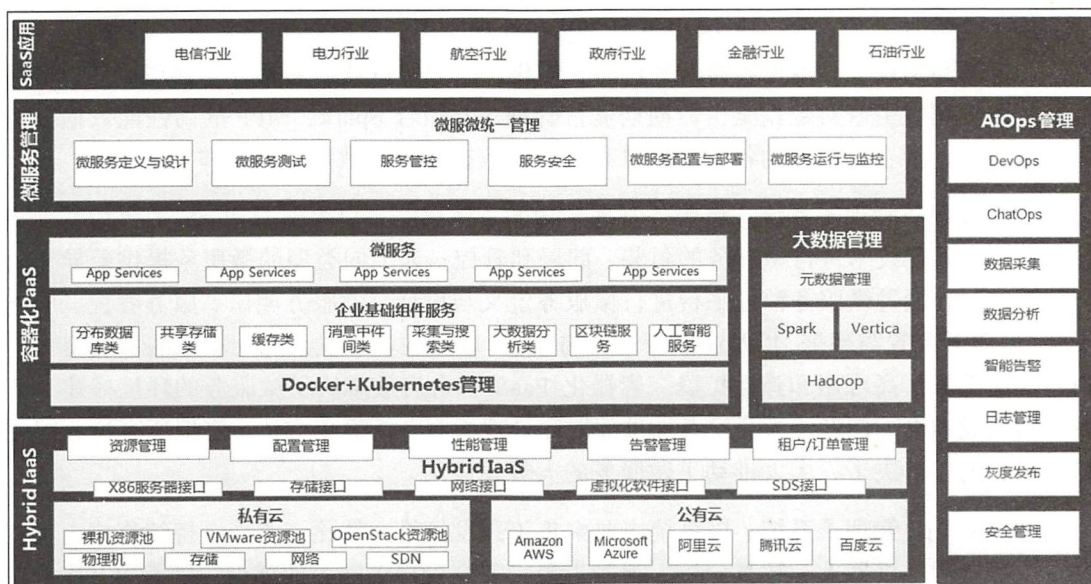 SaaS应用
电信行业
电力行业
航空行业
政府行业
金融行业
石油行业
微服务管理
微服微统一管理
微服务定义与设计
微服务测试
服务管控
服务安全
微服务配置与部署
微服务运行与监控
容器化PaaS
微服务
App Services
App Services
App Services
App Services
App Services
企业基础组件服务
分布数据
库类
共享存储
类
缓存类
消息中件
间类
采集与搜
索类
大数据分
析类
区块链服
务
人工智能
服务
Docker+Kubernetes管理
大数据管理
元数据管理
Spark
Vertica
Hadoop
Hybrid IaaS
资源管理
配置管理
性能管理
告警管理
租户/订单管理
Hybrid IaaS
X86服务器接口
存储接口
网络接口
虚拟化软件接口
SDS接口
私有云
裸机资源池
VMware资源池
OpenStack资源池
物理机
存储
网络
SDN
公有云
Amazon
AWS
Microsoft
Azure
阿里云
腾讯云
百度云
AIOps管理
DevOps
ChatOps
数据采集
数据分析
智能告警
日志管理
灰度发布
安全管理